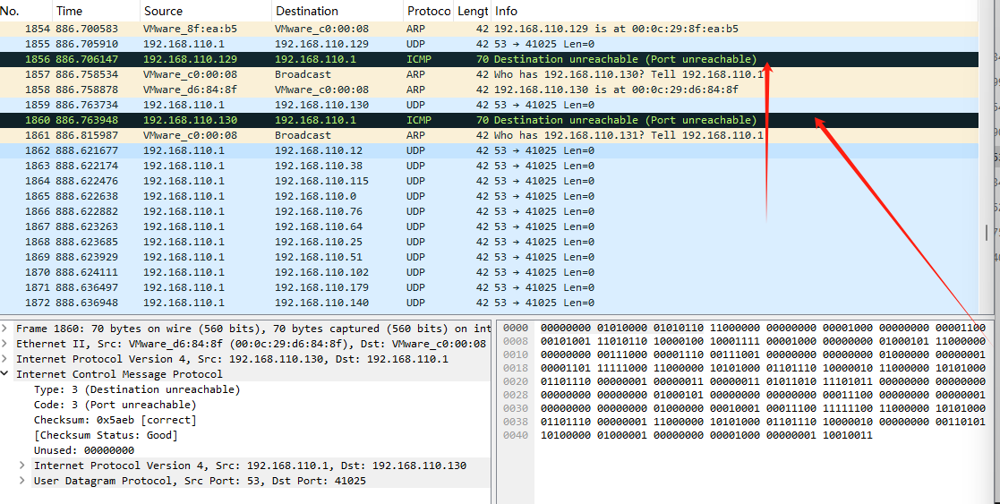 No. Time Source Destination Protoco Lengt Info
1854 886.700583 VMware_8f:ea:b5 VMware_c0:00:08 ARP 42 192.168.110.129 is at 00:0c:29:8f:ea:b5
1855 886.705910 192.168.110.1 192.168.110.129 UDP 42 53 → 41025 Len=0
1856 886.706147 192.168.110.129 192.168.110.1 ICMP 70 Destination unreachable (Port unreachable)
1857 886.758534 VMware_c0:00:08 Broadcast ARP 42 Who has 192.168.110.130? Tell 192.168.110.1
1858 886.758878 VMware_d6:84:8f VMware_c0:00:08 ARP 42 192.168.110.130 is at 00:0c:29:d6:84:8f
1859 886.763734 192.168.110.1 192.168.110.130 UDP 42 53 → 41025 Len=0
1860 886.763948 192.168.110.130 192.168.110.1 ICMP 70 Destination unreachable (Port unreachable)
1861 886.815987 VMware_c0:00:08 Broadcast ARP 42 Who has 192.168.110.131? Tell 192.168.110.1
1862 888.621677 192.168.110.1 192.168.110.12 UDP 42 53 → 41025 Len=0
1863 888.622174 192.168.110.1 192.168.110.38 UDP 42 53 → 41025 Len=0
1864 888.622476 192.168.110.1 192.168.110.115 UDP 42 53 → 41025 Len=0
1865 888.622638 192.168.110.1 192.168.110.0 UDP 42 53 → 41025 Len=0
1866 888.622882 192.168.110.1 192.168.110.76 UDP 42 53 → 41025 Len=0
1867 888.623263 192.168.110.1 192.168.110.64 UDP 42 53 → 41025 Len=0
1868 888.623685 192.168.110.1 192.168.110.25 UDP 42 53 → 41025 Len=0
1869 888.623929 192.168.110.1 192.168.110.51 UDP 42 53 → 41025 Len=0
1870 888.624111 192.168.110.1 192.168.110.102 UDP 42 53 → 41025 Len=0
1871 888.636497 192.168.110.1 192.168.110.179 UDP 42 53 → 41025 Len=0
1872 888.636948 192.168.110.1 192.168.110.140 UDP 42 53 → 41025 Len=0
Frame 1860: 70 bytes on wire (560 bits), 70 bytes captured (560 bits) on int
Ethernet II, Src: VMware_d6:84:8f (00:0c:29:d6:84:8f), Dst: VMware_c0:00:08
Internet Protocol Version 4, Src: 192.168.110.130, Dst: 192.168.110.1
Internet Control Message Protocol
Type: 3 (Destination unreachable)
Code: 3 (Port unreachable)
Checksum: 0x5aeb [correct]
[Checksum Status: Good]
Unused: 00000000
Internet Protocol Version 4, Src: 192.168.110.1, Dst: 192.168.110.130
User Datagram Protocol, Src Port: 53, Dst Port: 41025
0000 00000000 01010000 01010110 11000000 00000000 00001000 00000000 00001100
0008 00101001 11010110 10000100 10001111 00001000 00000000 01000101 11000000
0010 00000000 00111000 00001110 00111001 00000000 00000000 01000000 00000001
0018 00001101 11111000 11000000 10101000 01101110 10000010 11000000 10101000
0020 01101110 00000001 00000011 00000011 01011010 11101011 00000000 00000000
0028 00000000 00000000 01000101 00000000 00000000 00011100 00000000 00000001
0030 00000000 00000000 01000000 00010001 00011100 11111100 11000000 10101000
0038 01101110 00000001 11000000 10101000 01101110 10000010 00000000 00110101
0040 10100000 01000001 00000000 00001000 00000001 10010011